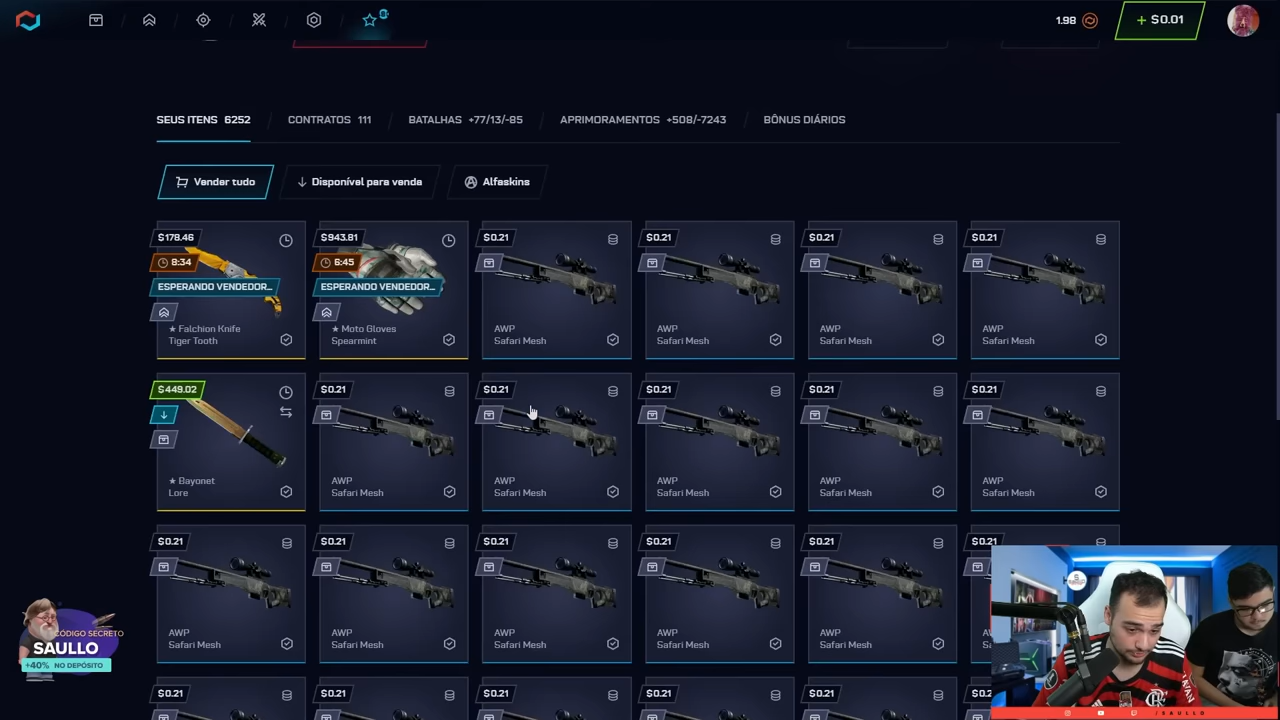 1.98
+ $0.01
SEUS ITENS 6252
CONTRATOS 111
BATALHAS +77/13/-85
APRIMORAMENTOS +508/-7243
BÔNUS DIÁRIOS
Vender tudo
Disponível para venda
Alfaskins
$178.46
8:34
ESPERANDO VENDEDOR...
★ Falchion Knife
Tiger Tooth
$943.81
6:45
ESPERANDO VENDEDOR...
★ Moto Gloves
Spearmint
$0.21
AWP
Safari Mesh
$0.21
AWP
Safari Mesh
$0.21
AWP
Safari Mesh
$0.21
AWP
Safari Mesh
$449.02
★ Bayonet
Lore
$0.21
AWP
Safari Mesh
$0.21
AWP
Safari Mesh
$0.21
AWP
Safari Mesh
$0.21
AWP
Safari Mesh
$0.21
AWP
Safari Mesh
$0.21
AWP
Safari Mesh
$0.21
AWP
Safari Mesh
$0.21
AWP
Safari Mesh
$0.21
AWP
Safari Mesh
$0.21
AWP
Safari Mesh
$0.21
AWP
Safari
$0.21
$0.21
$0.21
$0.21
$0.21
$0.21
CÓDIGO SECRETO
SAULLO
+40% NO DEPÓSITO
/SAULLO